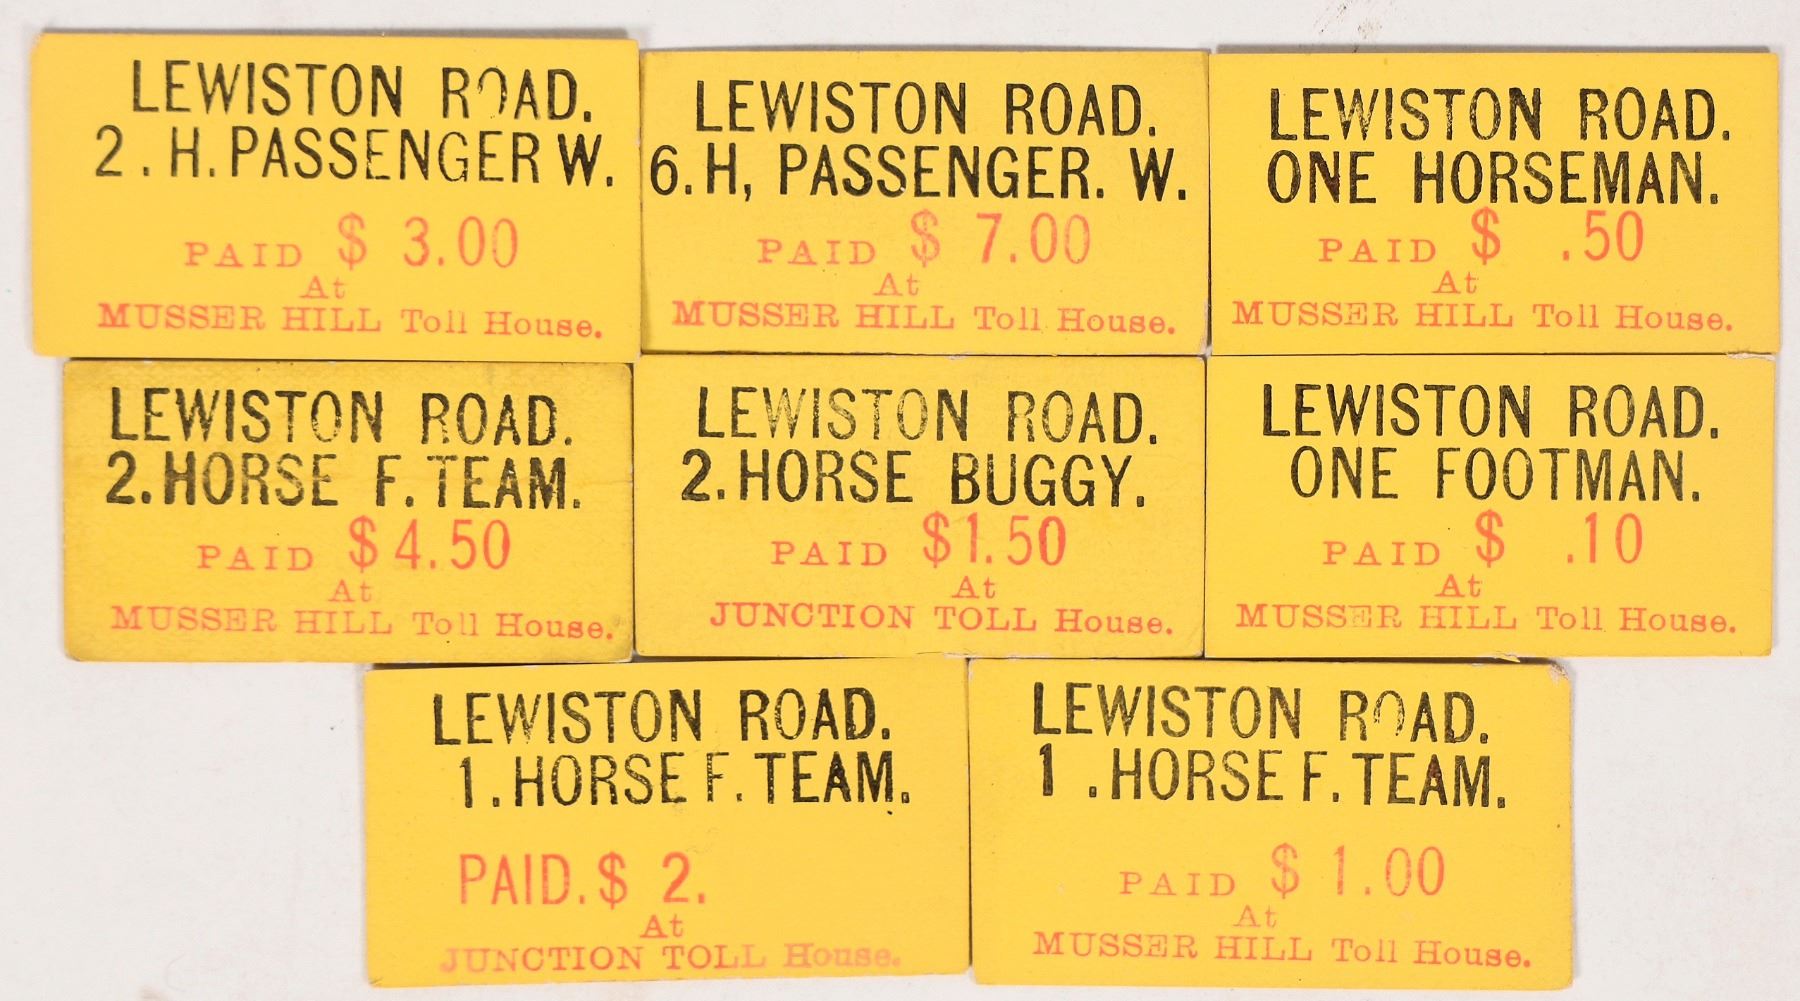 LEWISTON ROAD.
2. H. PASSENGER W.
PAID $ 3.00
At
MUSSER HILL Toll House.
LEWISTON ROAD.
6. H, PASSENGER. W.
PAID $ 7.00
At
MUSSER HILL Toll House.
LEWISTON ROAD.
ONE HORSEMAN.
PAID $ .50
At
MUSSER HILL Toll House.
LEWISTON ROAD.
2. HORSE F. TEAM.
PAID $4.50
At
MUSSER HILL Toll House.
LEWISTON ROAD.
2. HORSE BUGGY.
PAID $1.50
At
JUNCTION TOLL House.
LEWISTON ROAD.
ONE FOOTMAN.
PAID $ .10
At
MUSSER HILL Toll House.
LEWISTON ROAD.
1. HORSE F. TEAM.
PAID. $ 2.
At
JUNCTION TOLL House.
LEWISTON ROAD.
1. HORSE F. TEAM.
PAID $ 1.00
At
MUSSER HILL Toll House.